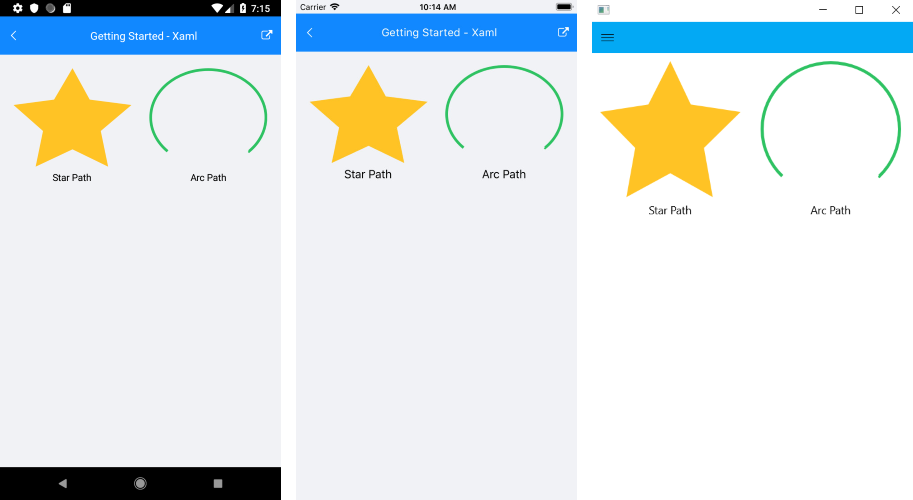 7:15
Getting Started - Xaml
Star Path
Arc Path
Carrier
10:14 AM
Getting Started - Xaml
Star Path
Arc Path
Star Path
Arc Path